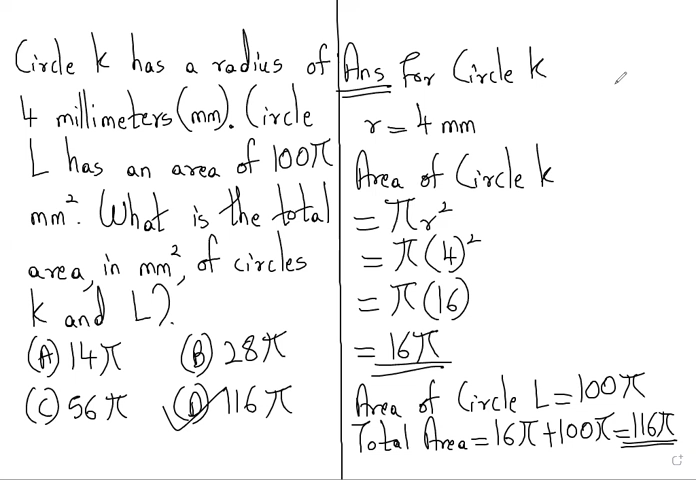 Circle K has a radius of
4 millimeters (mm). Circle
L has an area of 100π
mm². What is the total
area, in mm², of circles
K and L?
(A) 14π (B) 28π
(C) 56π (D) 116π
Ans For Circle K
r = 4 mm
Area of Circle K
= πr²
= π(4)²
= π(16)
= 16π
Area of Circle L = 100π
Total Area = 16π + 100π = 116π